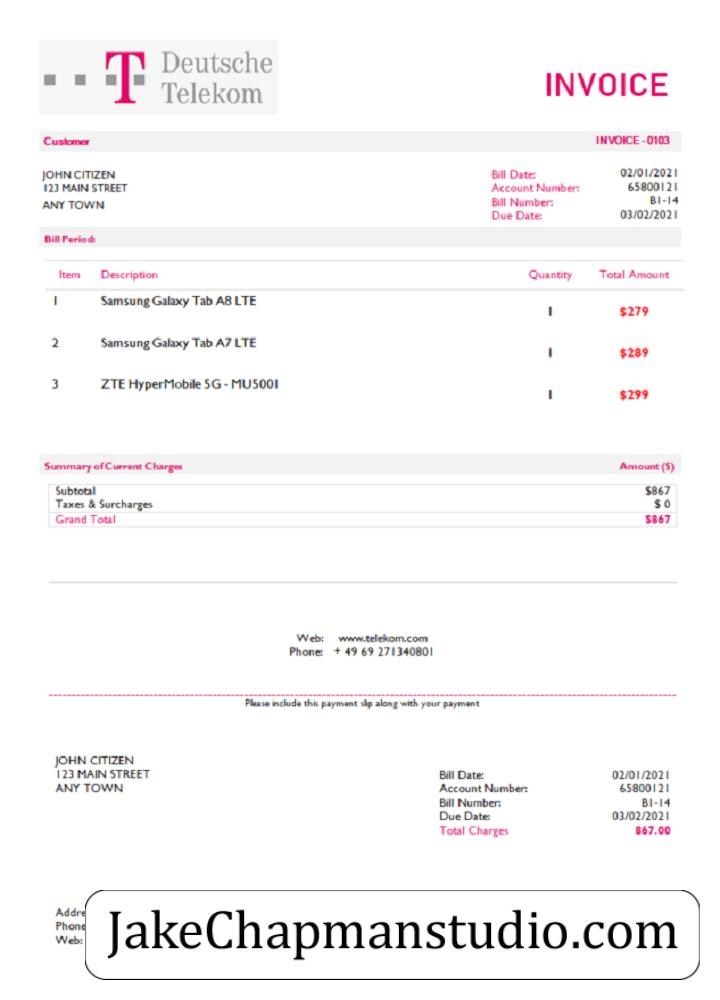 Deutsche
Telekom
INVOICE
Customer INVOICE - 0103
JOHN CITIZEN
123 MAIN STREET
ANY TOWN
Bill Date: 02/01/2021
Account Number: 65800121
Bill Number: B1-14
Due Date: 03/02/2021
Bill Period:
Item Description Quantity Total Amount
1 Samsung Galaxy Tab A8 LTE 1 $279
2 Samsung Galaxy Tab A7 LTE 1 $289
3 ZTE HyperMobile 5G - MU5001 1 $299
Summary of Current Charges Amount ($)
Subtotal $867
Taxes & Surcharges $ 0
Grand Total $867
Web: www.telekom.com
Phone: + 49 69 271340801
Please include this payment slip along with your payment
JOHN CITIZEN
123 MAIN STREET
ANY TOWN
Bill Date: 02/01/2021
Account Number: 65800121
Bill Number: B1-14
Due Date: 03/02/2021
Total Charges 867.00
Addre
Phone
Web:
JakeChapmanstudio.com